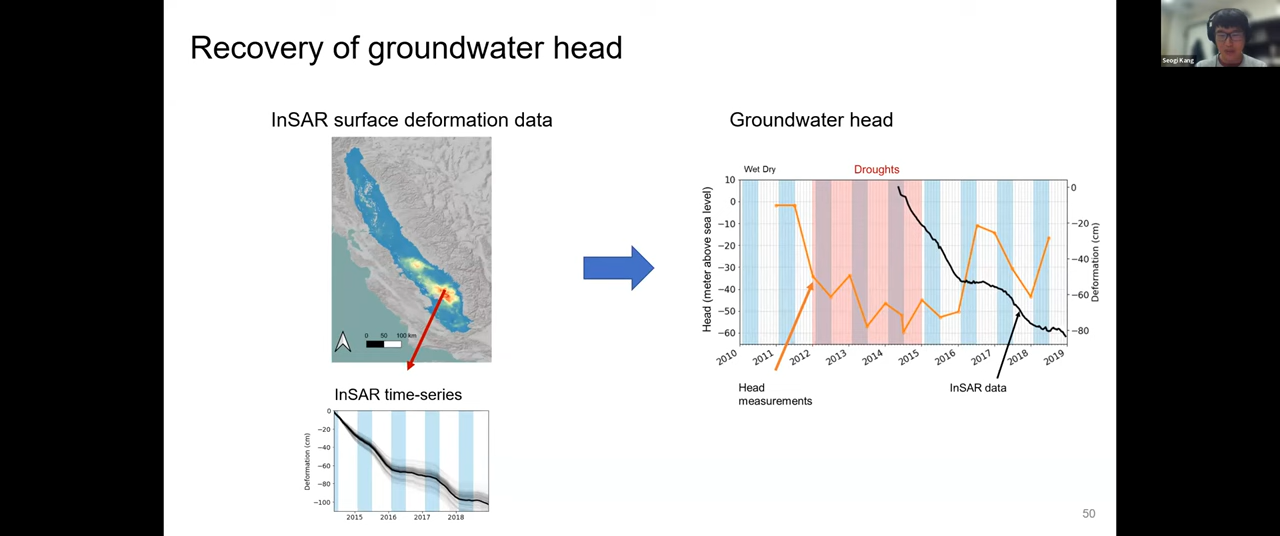 Recovery of groundwater head
Seogi Kang
InSAR surface deformation data
0 50 100 km
InSAR time-series
Deformation (cm)
0
−20
−40
−60
−80
−100
2015 2016 2017 2018
Groundwater head
Wet Dry
Droughts
Head (meter above sea level)
10
0
−10
−20
−30
−40
−50
−60
2010 2011 2012 2013 2014 2015 2016 2017 2018 2019
0
−20
−40
−60
−80
Deformation (cm)
Head
measurements
InSAR data
50